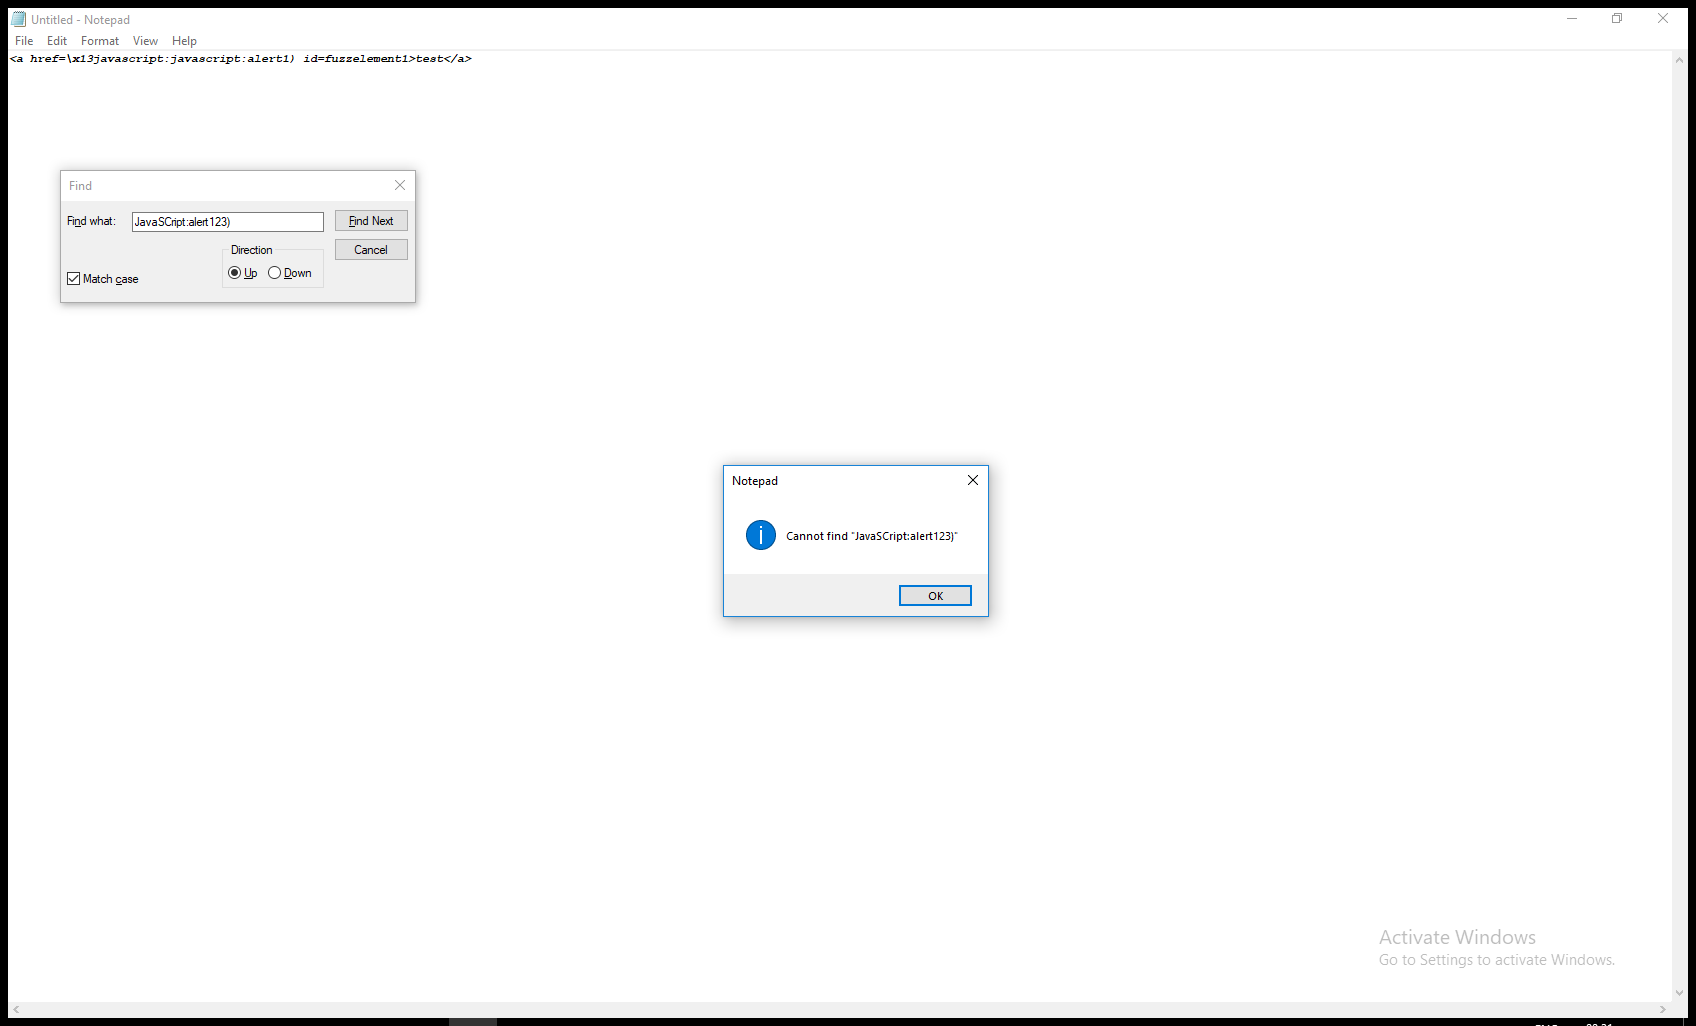 Untitled - Notepad
File Edit Format View Help
<a href=\x13javascript:javascript:alert1) id=fuzzelement1>test</a>
Find
Find what: JavaSCript:alert123) Find Next
Direction Cancel
Up Down
Match case
Notepad
Cannot find "JavaSCript:alert123)"
OK
Activate Windows
Go to Settings to activate Windows.